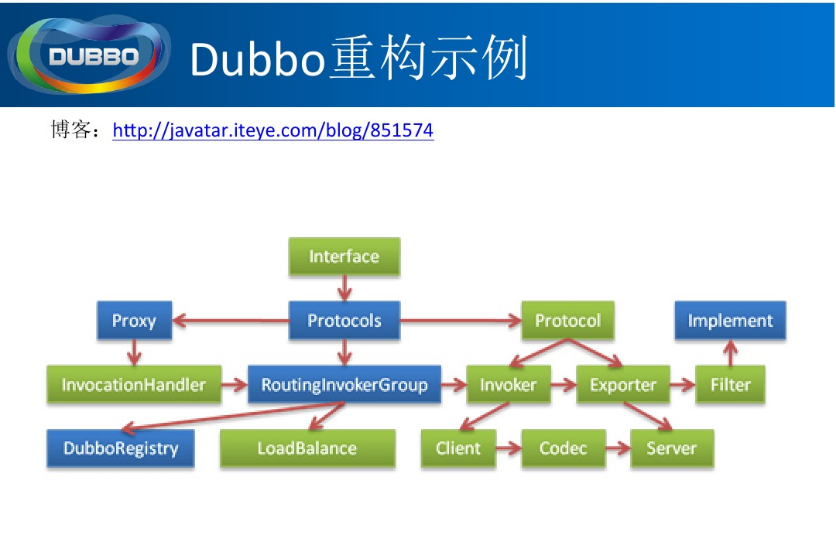 DUBBO
Dubbo重构示例
博客：http://javatar.iteye.com/blog/851574
Interface
Proxy Protocols Protocol Implement
InvocationHandler RoutingInvokerGroup Invoker Exporter Filter
DubboRegistry LoadBalance Client Codec Server